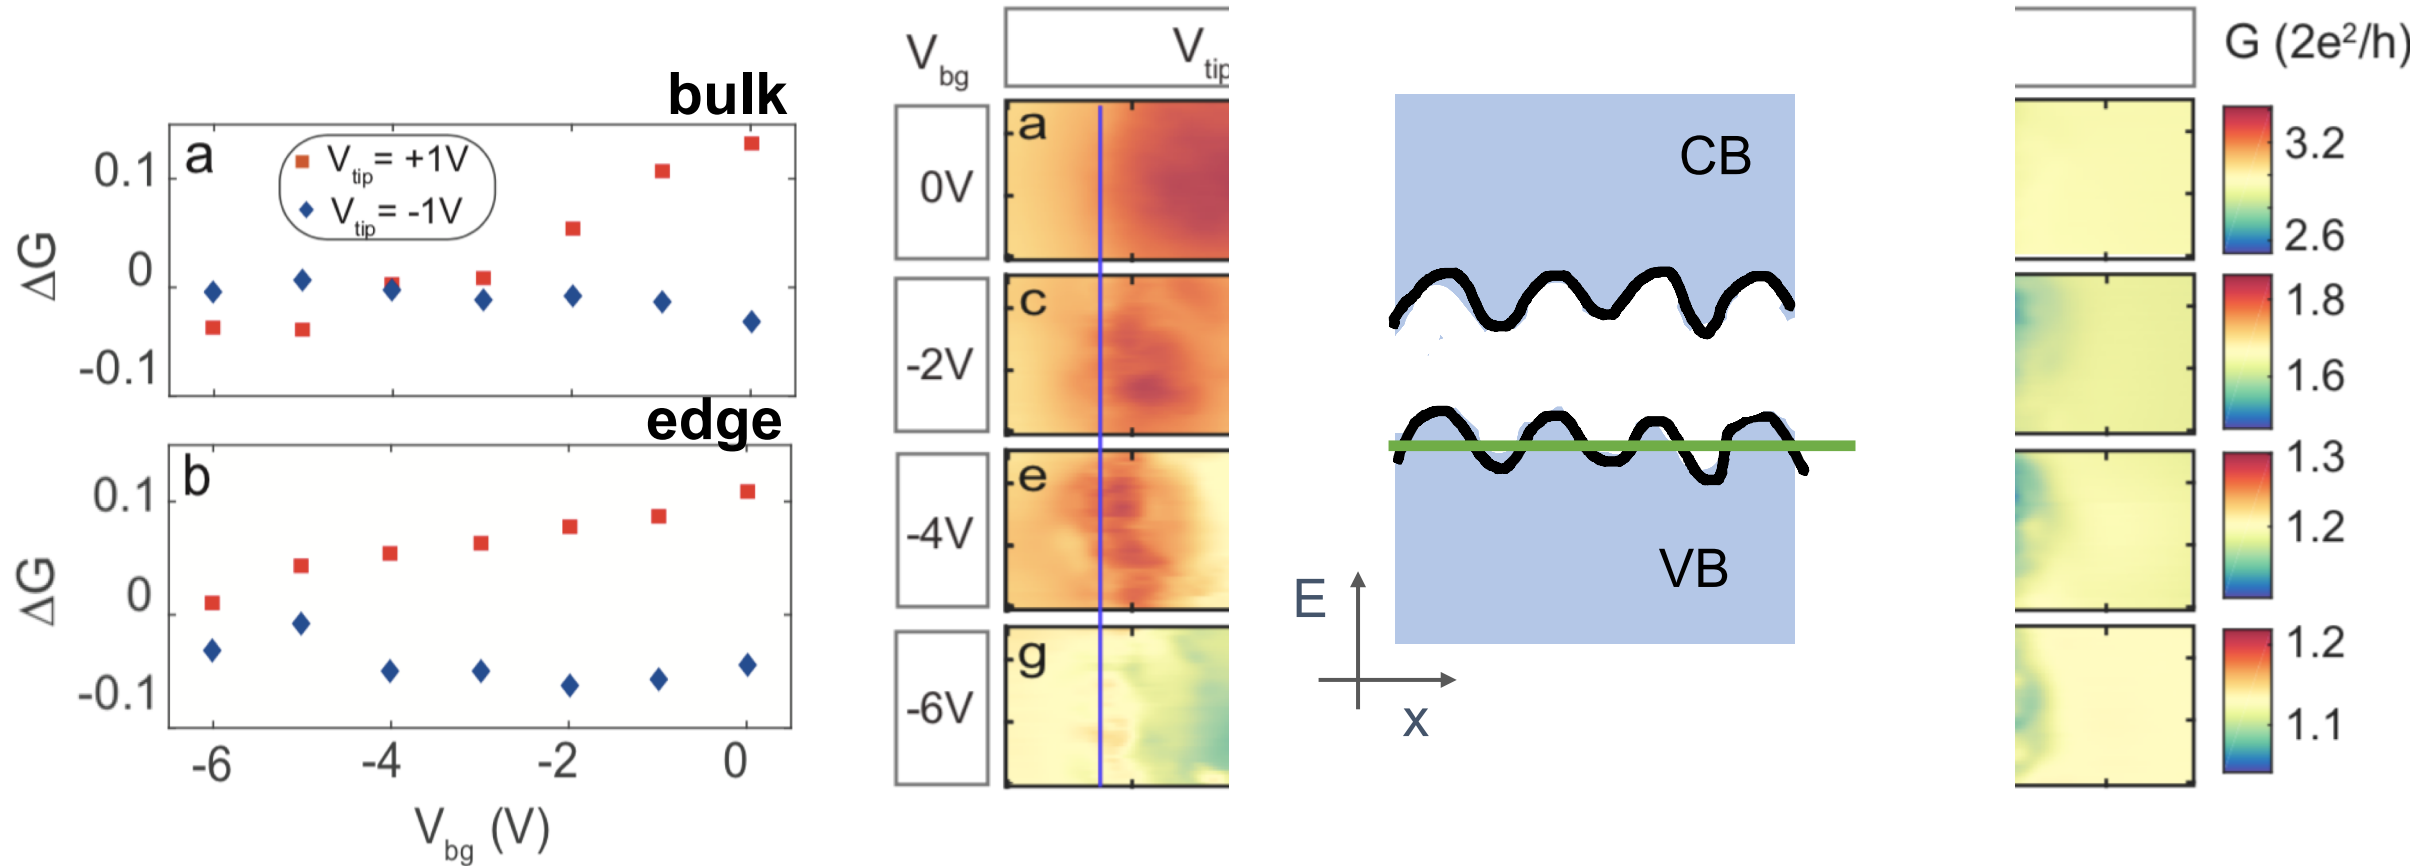 bulk
a
V_tip = +1V
V_tip = -1V
0.1
0
-0.1
ΔG
edge
b
0.1
0
-0.1
ΔG
-6 -4 -2 0
V_bg (V)
V_bg
V_tip
0V
a
-2V
c
-4V
e
-6V
g
CB
VB
E
x
G (2e²/h)
3.2
2.6
1.8
1.6
1.3
1.2
1.2
1.1